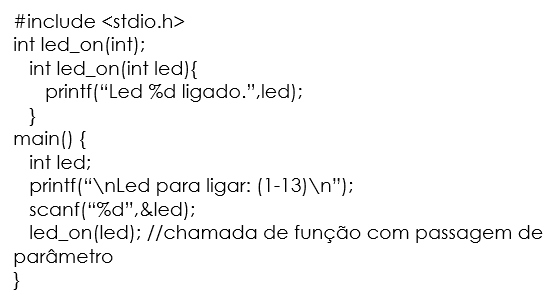 #include <stdio.h>
int led_on(int);
int led_on(int led){
printf(“Led %d ligado.”,led);
}
main() {
int led;
printf(“\nLed para ligar: (1-13)\n”);
scanf(“%d”,&led);
led_on(led); //chamada de função com passagem de
parâmetro
}